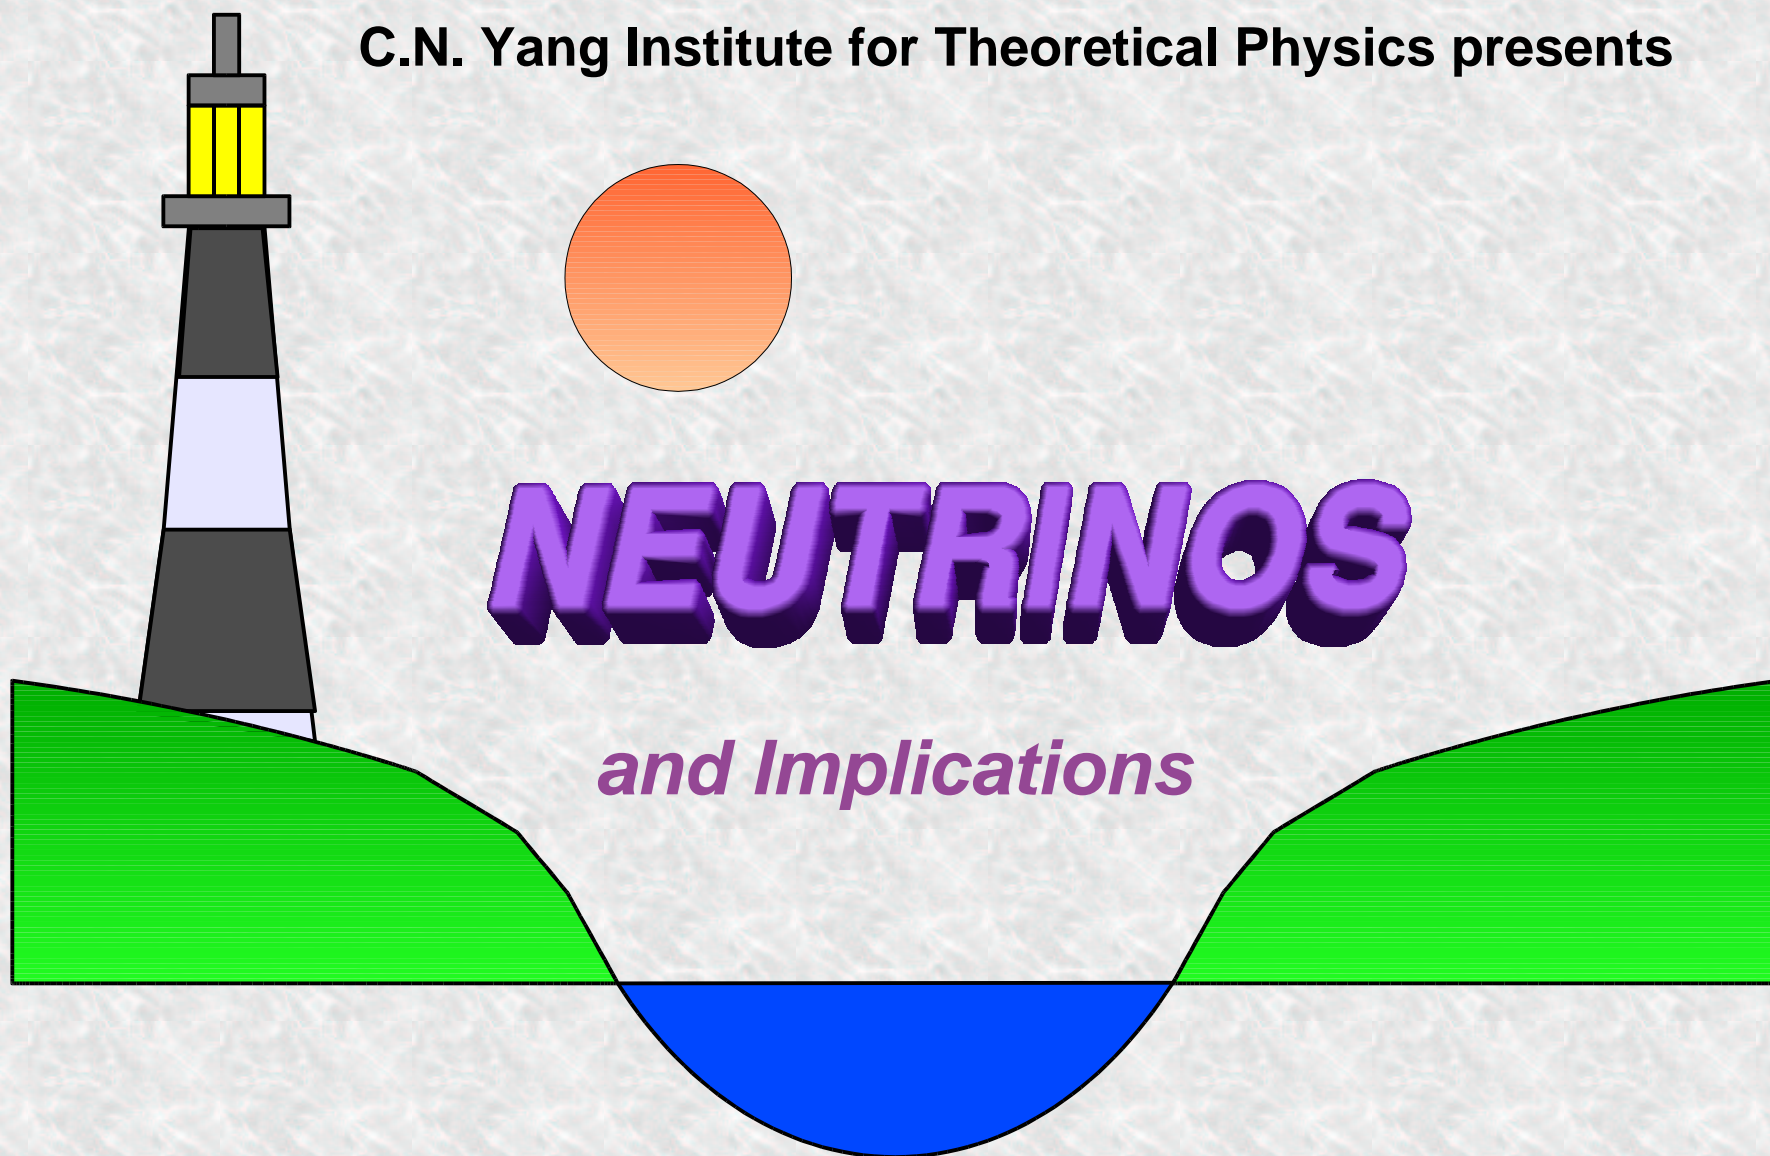 C.N. Yang Institute for Theoretical Physics presents
NEUTRINOS
and Implications